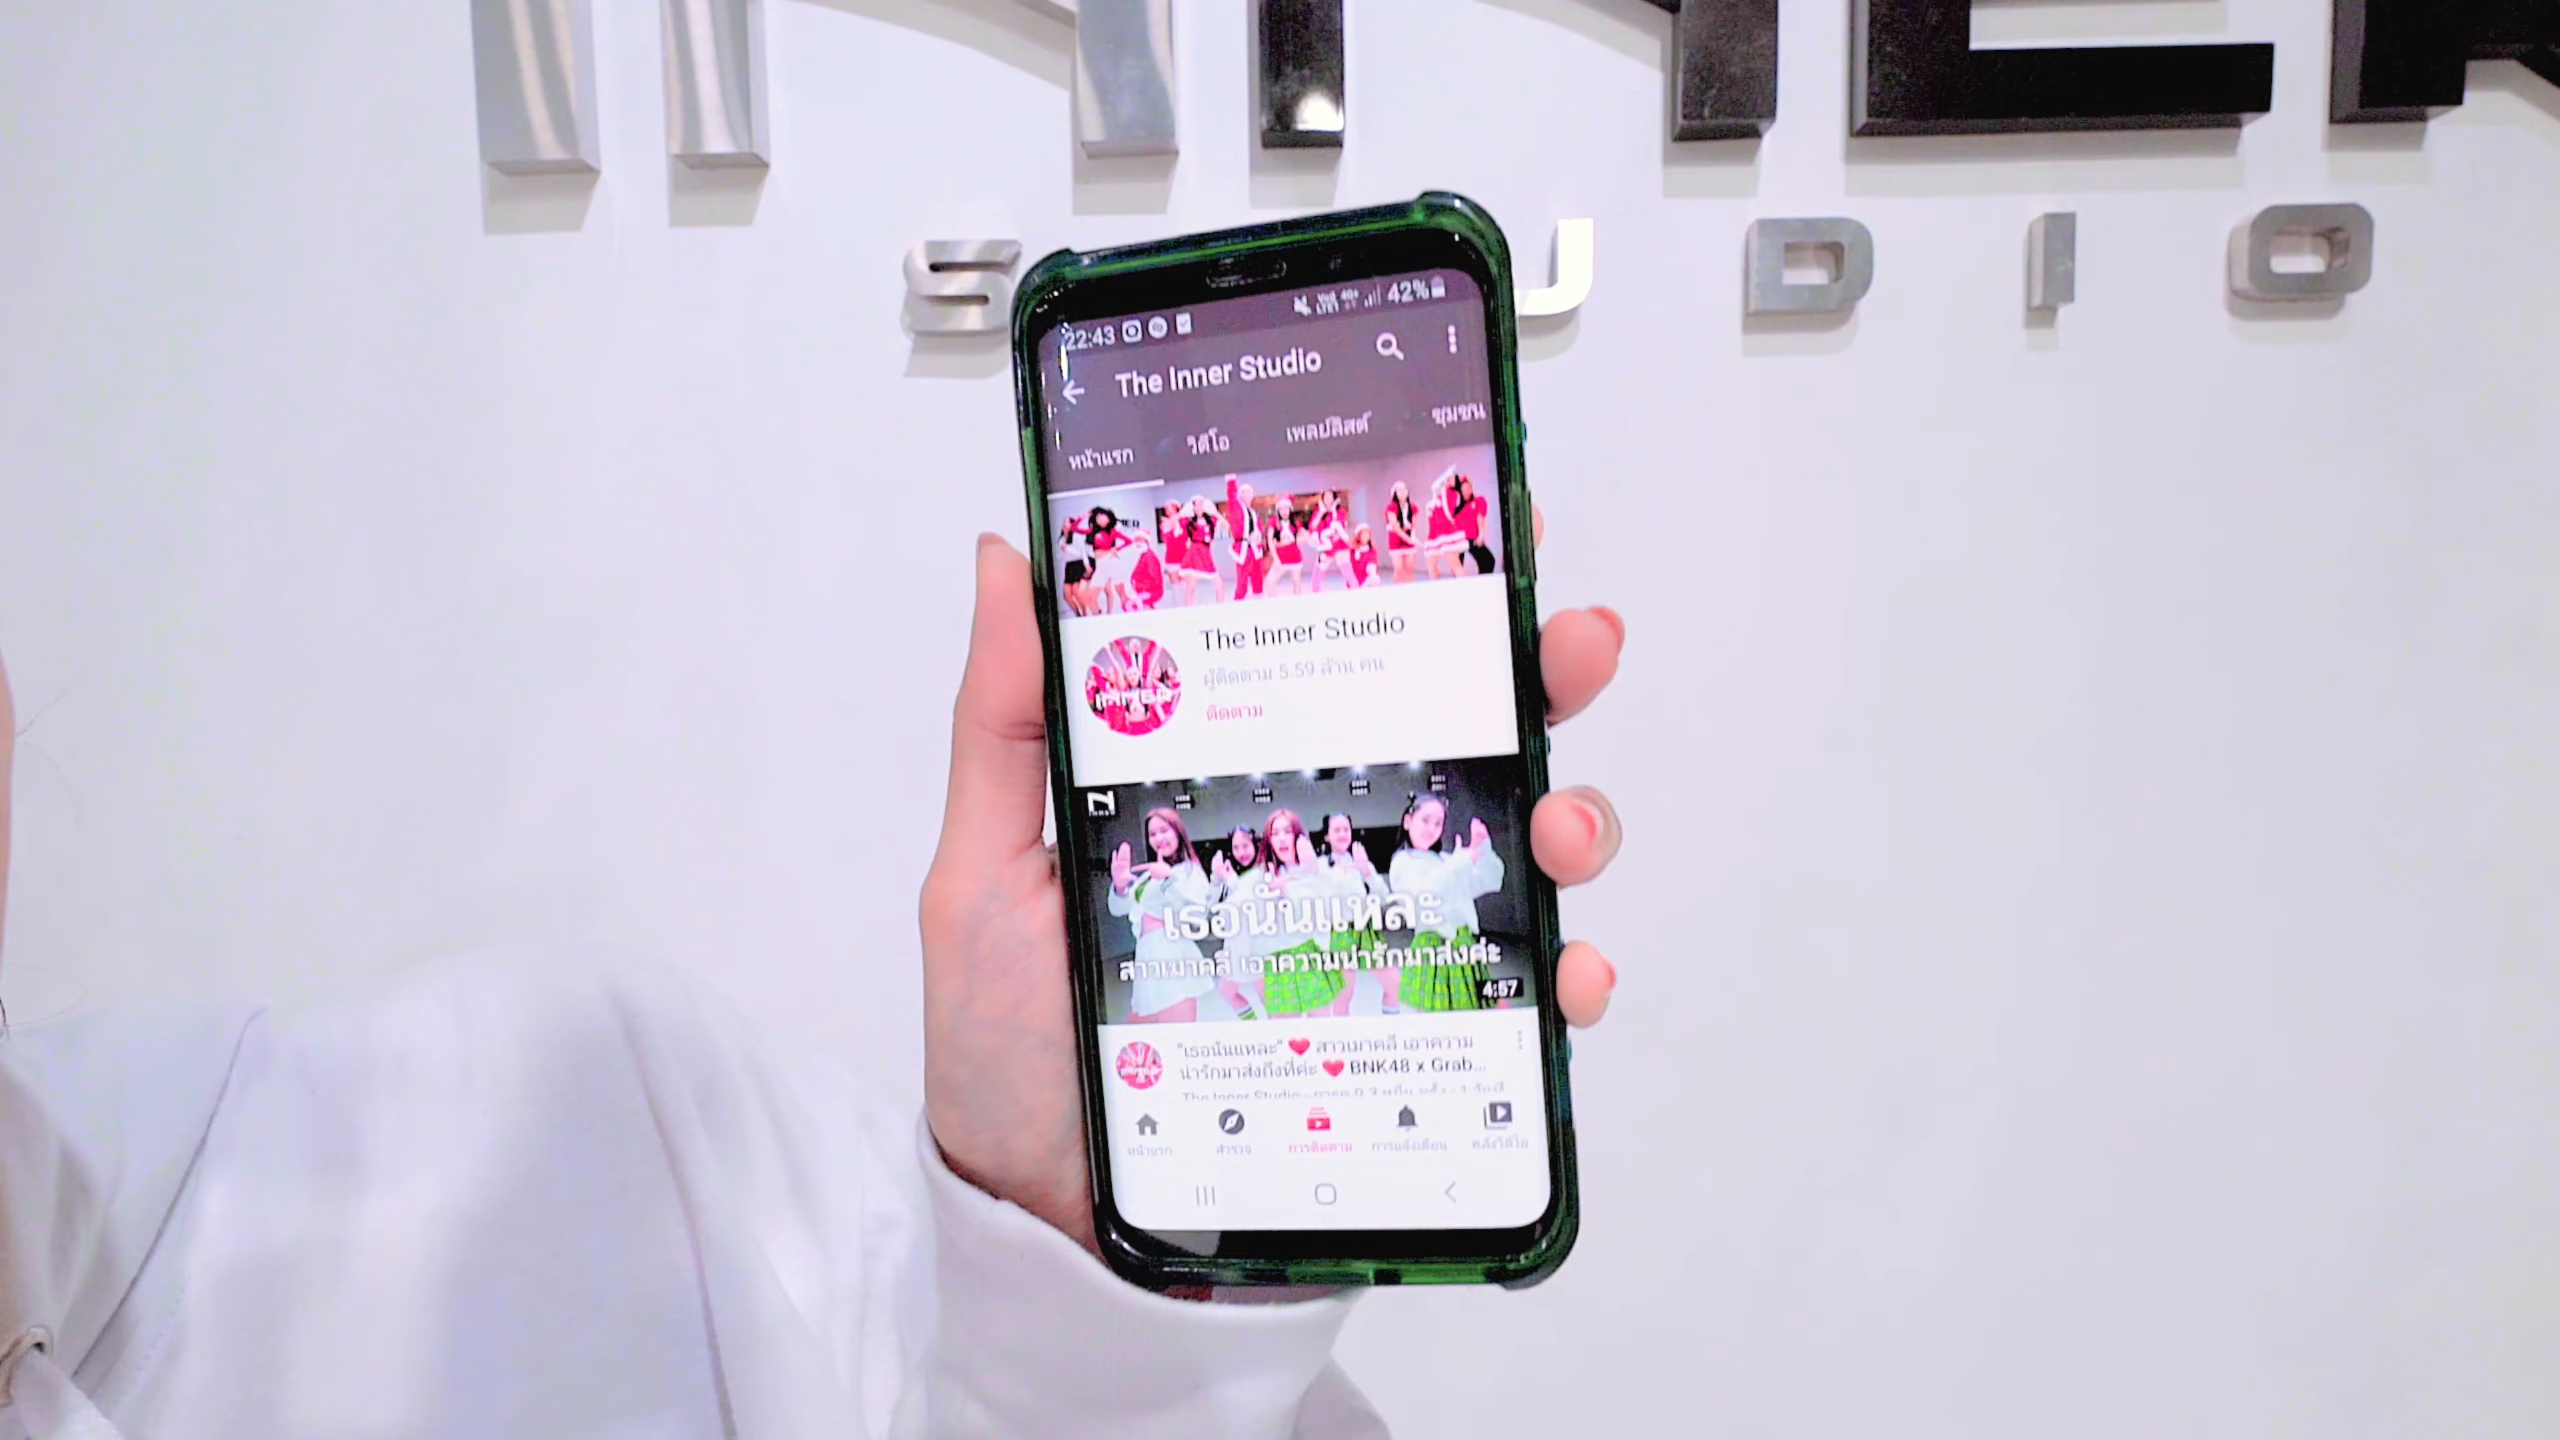 INNER
S UDIO
22:43
42%
The Inner Studio
หน้าแรก วิดีโอ เพลย์ลิสต์ ชุมชน
The Inner Studio
ผู้ติดตาม 5.59 ล้าน คน
ติดตาม
INNER
เธอนั่นแหละ
สาวเมาคลี เอาความน่ารักมาส่งค่ะ
4:57
"เธอนั่นแหละ" ❤ สาวเมาคลี เอาความ
น่ารักมาส่งถึงที่ค่ะ ❤ BNK48 x Grab...
The Inner Studio
หน้าแรก สำรวจ การติดตาม การแจ้งเตือน คลังวิดีโอ